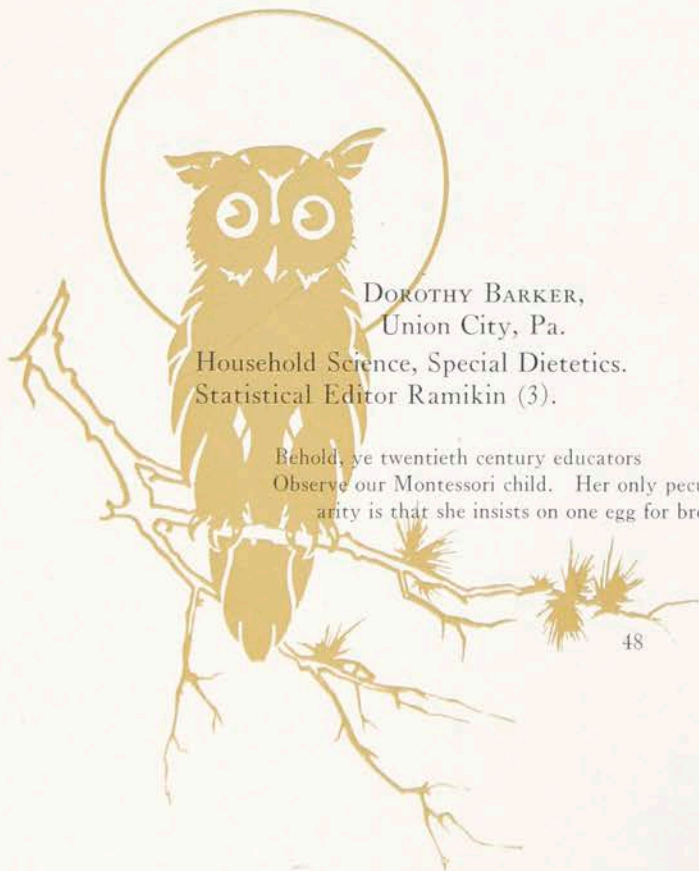 DOROTHY BARKER,
Union City, Pa.
Household Science, Special Dietetics.
Statistical Editor Ramikin (3).
Behold, ye twentieth century educators
Observe our Montessori child. Her only pecu
arity is that she insists on one egg for bre
48